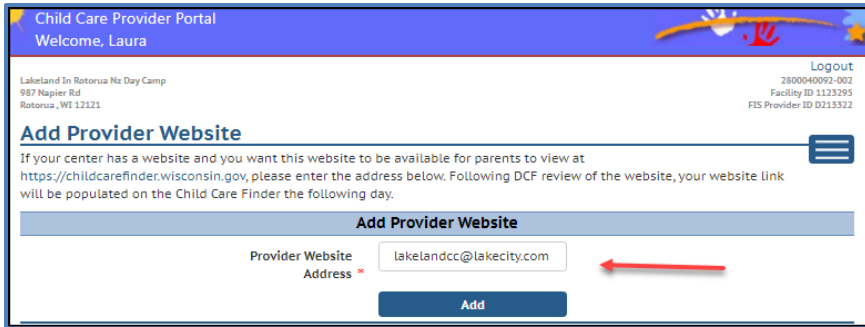 Child Care Provider Portal
Welcome, Laura
Logout
Lakeland In Rotorua Nz Day Camp
987 Napier Rd
Rotorua , WI 12121
2800040092-002
Facility ID 1123295
FIS Provider ID D213322
Add Provider Website
If your center has a website and you want this website to be available for parents to view at
https://childcarefinder.wisconsin.gov, please enter the address below. Following DCF review of the website, your website link
will be populated on the Child Care Finder the following day.
Add Provider Website
Provider Website
Address *
lakelandcc@lakecity.com
Add